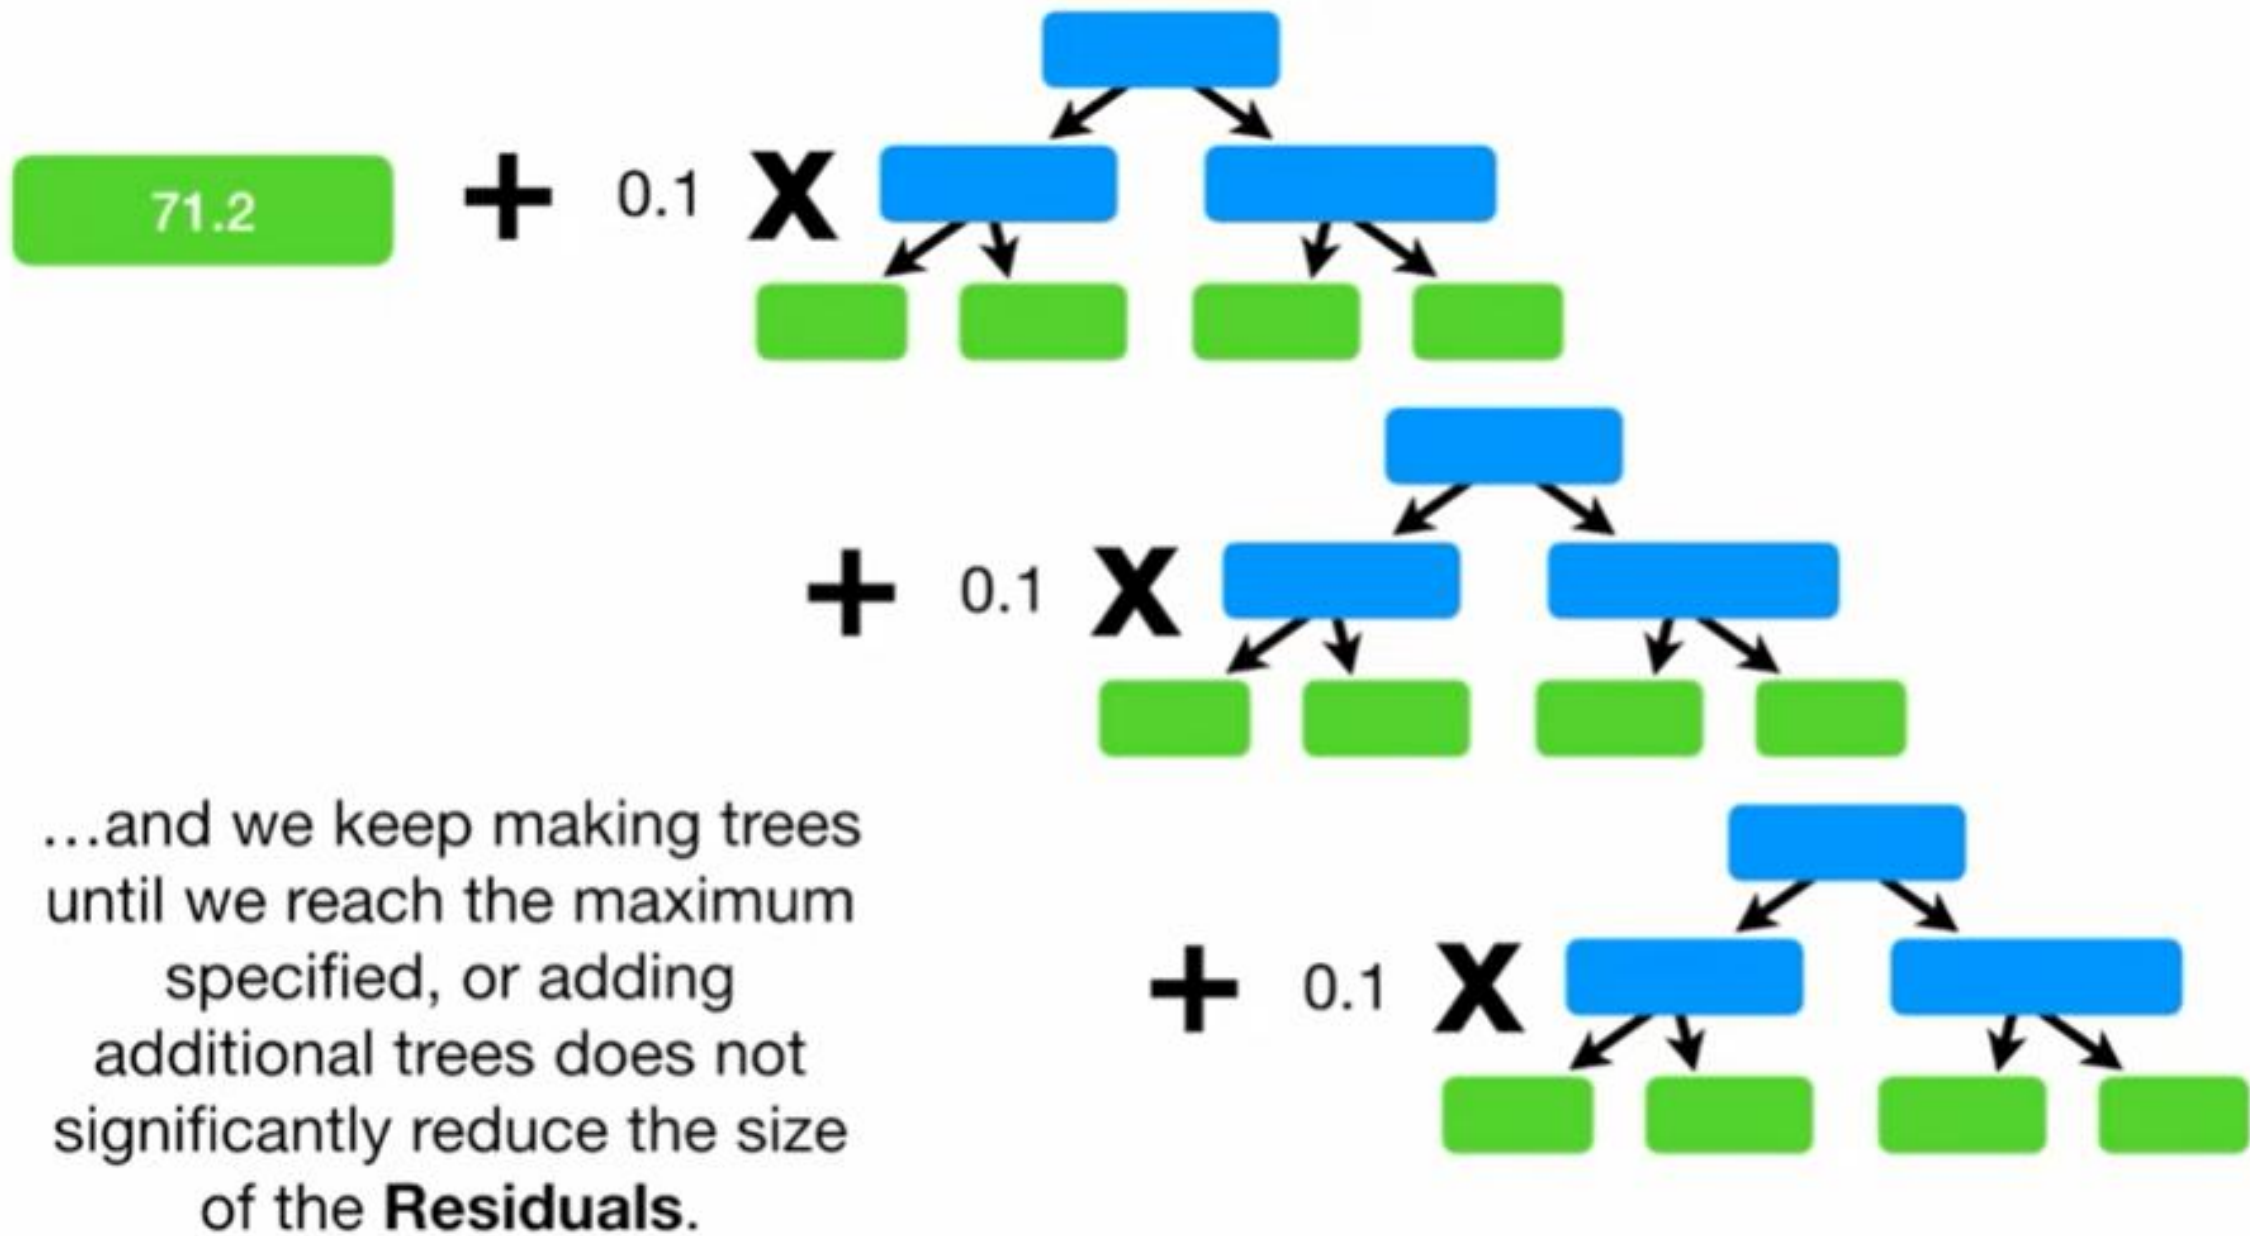 71.2 + 0.1 X
+ 0.1 X
+ 0.1 X
...and we keep making trees
until we reach the maximum
specified, or adding
additional trees does not
significantly reduce the size
of the Residuals.